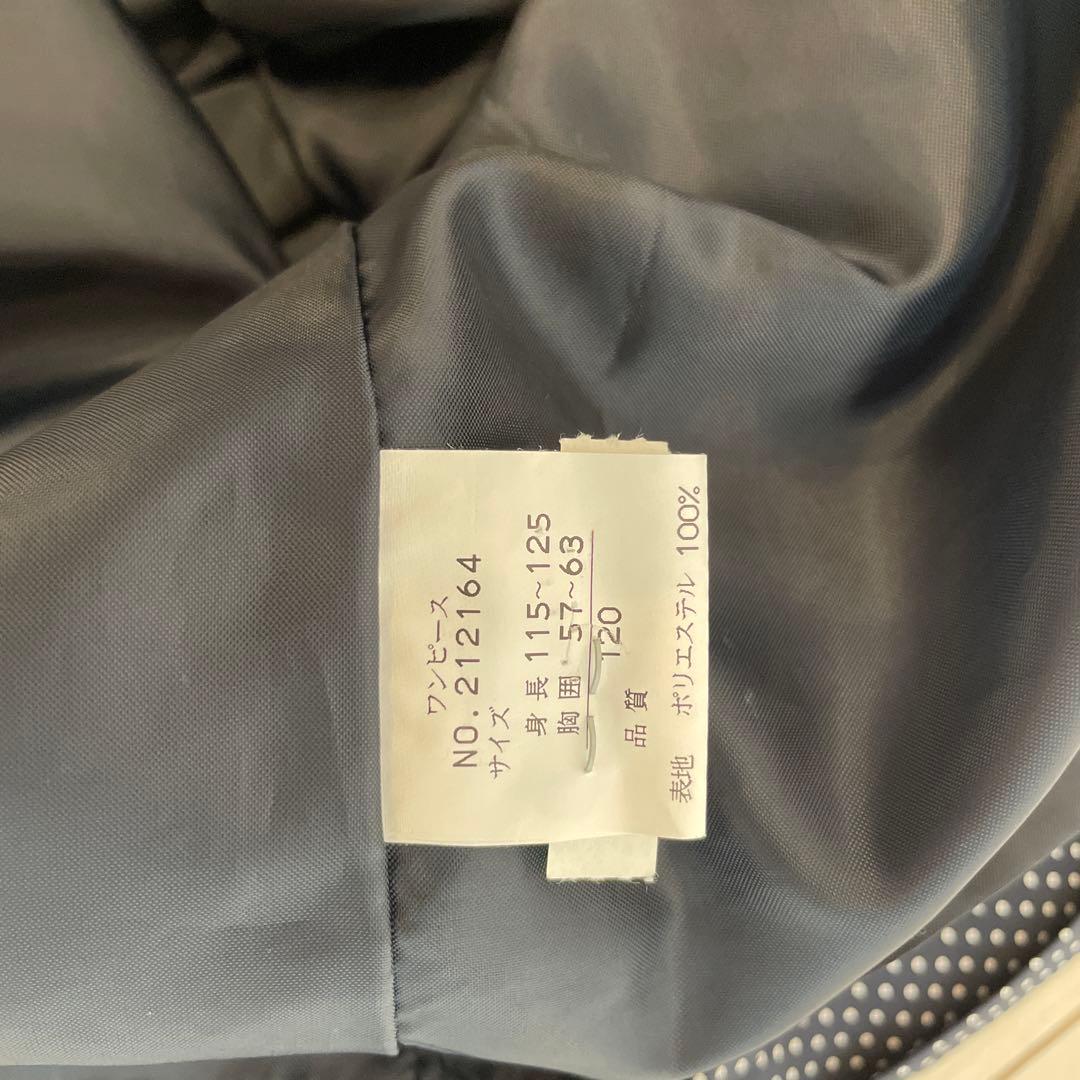 ワンピース
NO.212164
サイズ
身長 115~125
胸囲 57~63
120
品質
表地 ポリエステル 100%